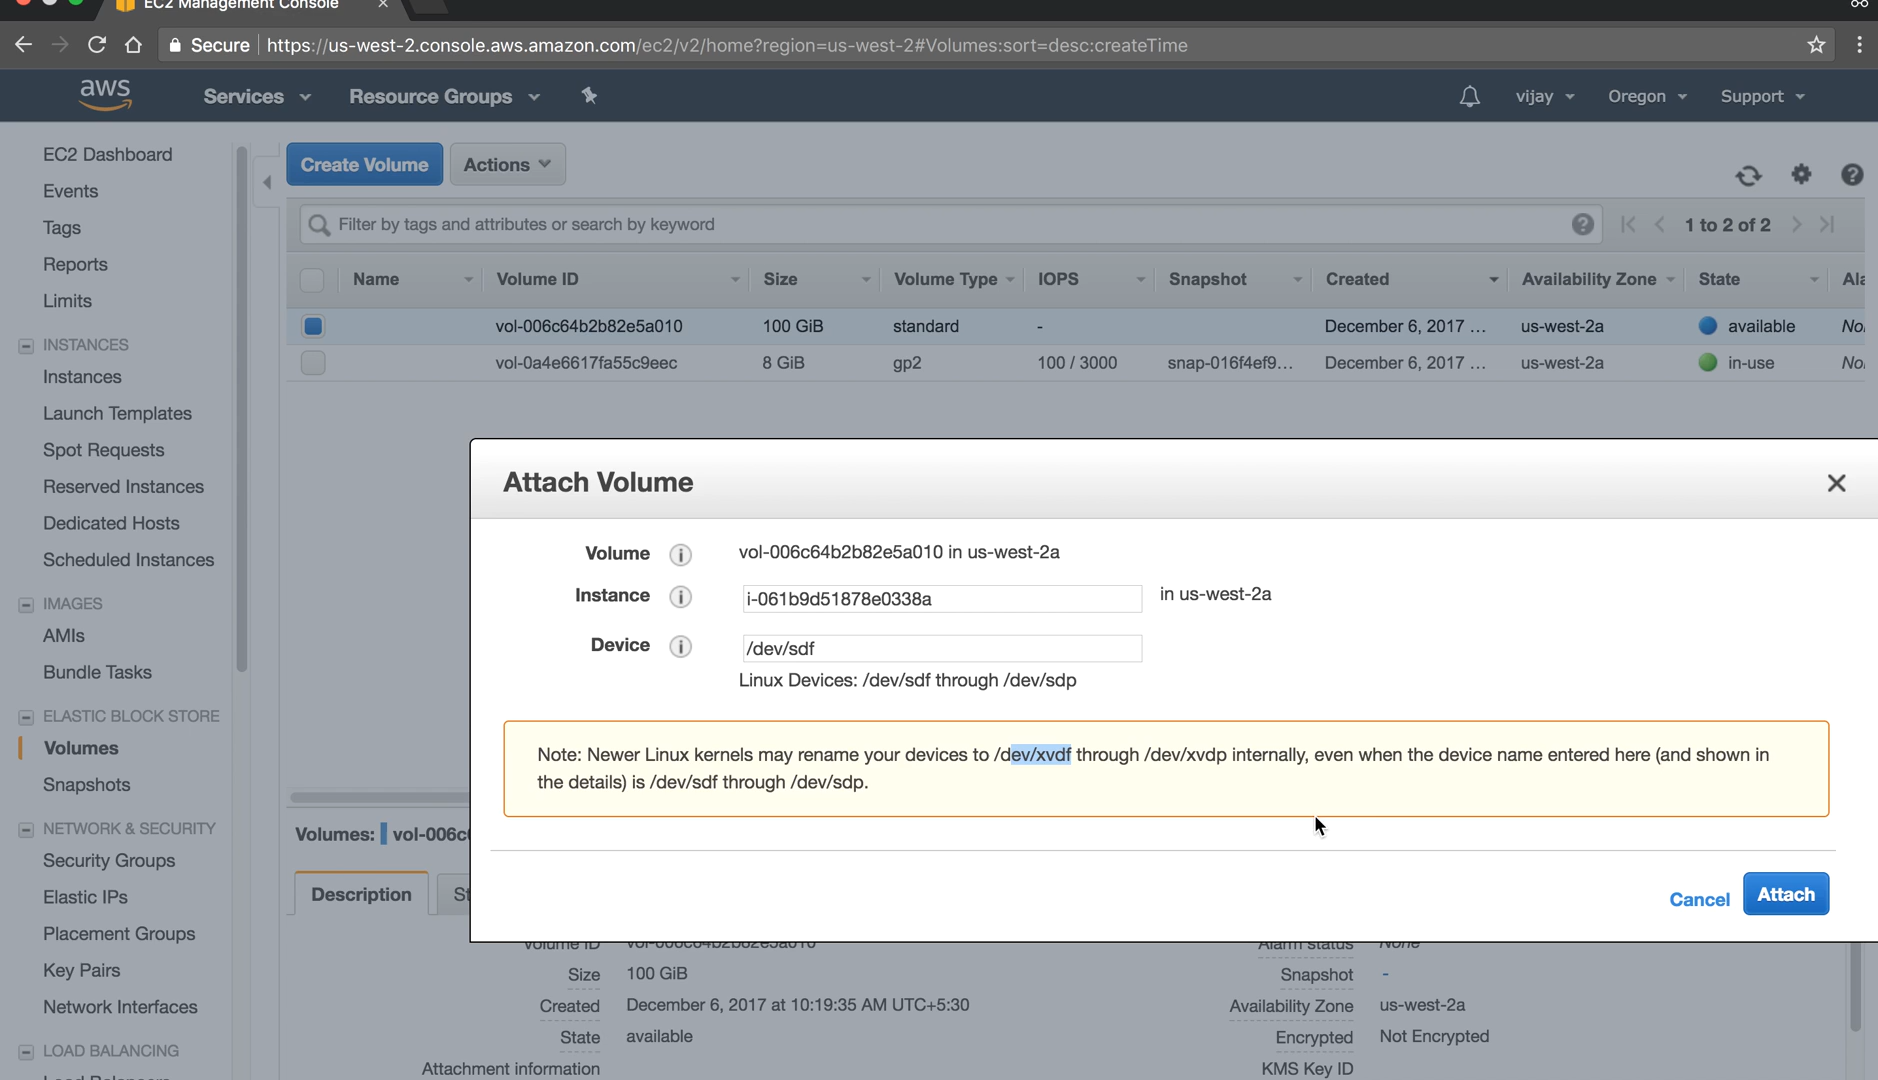 EC2 Management Console
Secure https://us-west-2.console.aws.amazon.com/ec2/v2/home?region=us-west-2#Volumes:sort=desc:createTime
aws Services Resource Groups vijay Oregon Support
EC2 Dashboard
Events
Tags
Reports
Limits
INSTANCES
Instances
Launch Templates
Spot Requests
Reserved Instances
Dedicated Hosts
Scheduled Instances
IMAGES
AMIs
Bundle Tasks
ELASTIC BLOCK STORE
Volumes
Snapshots
NETWORK & SECURITY
Security Groups
Elastic IPs
Placement Groups
Key Pairs
Network Interfaces
LOAD BALANCING
Create Volume Actions
Filter by tags and attributes or search by keyword 1 to 2 of 2
Name Volume ID Size Volume Type IOPS Snapshot Created Availability Zone State
vol-006c64b2b82e5a010 100 GiB standard - December 6, 2017 ... us-west-2a available
vol-0a4e6617fa55c9eec 8 GiB gp2 100 / 3000 snap-016f4ef9... December 6, 2017 ... us-west-2a in-use
Attach Volume
Volume i vol-006c64b2b82e5a010 in us-west-2a
Instance i i-061b9d51878e0338a in us-west-2a
Device i /dev/sdf
Linux Devices: /dev/sdf through /dev/sdp
Note: Newer Linux kernels may rename your devices to /dev/xvdf through /dev/xvdp internally, even when the device name entered here (and shown in
the details) is /dev/sdf through /dev/sdp.
Cancel Attach
Volumes: vol-006c
Description
Volume ID vol-006c64b2b82e5a010 Alarm status None
Size 100 GiB Snapshot -
Created December 6, 2017 at 10:19:35 AM UTC+5:30 Availability Zone us-west-2a
State available Encrypted Not Encrypted
Attachment information KMS Key ID